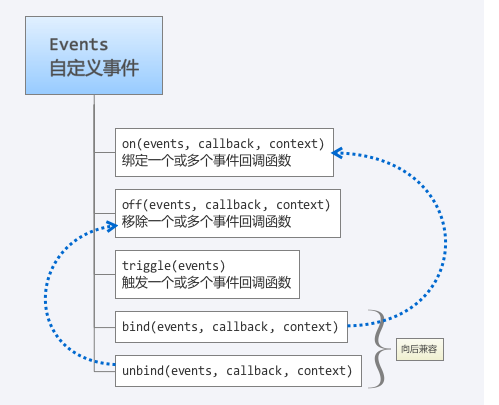 Events
自定义事件
on(events, callback, context)
绑定一个或多个事件回调函数
off(events, callback, context)
移除一个或多个事件回调函数
triggle(events)
触发一个或多个事件回调函数
bind(events, callback, context)
向后兼容
unbind(events, callback, context)